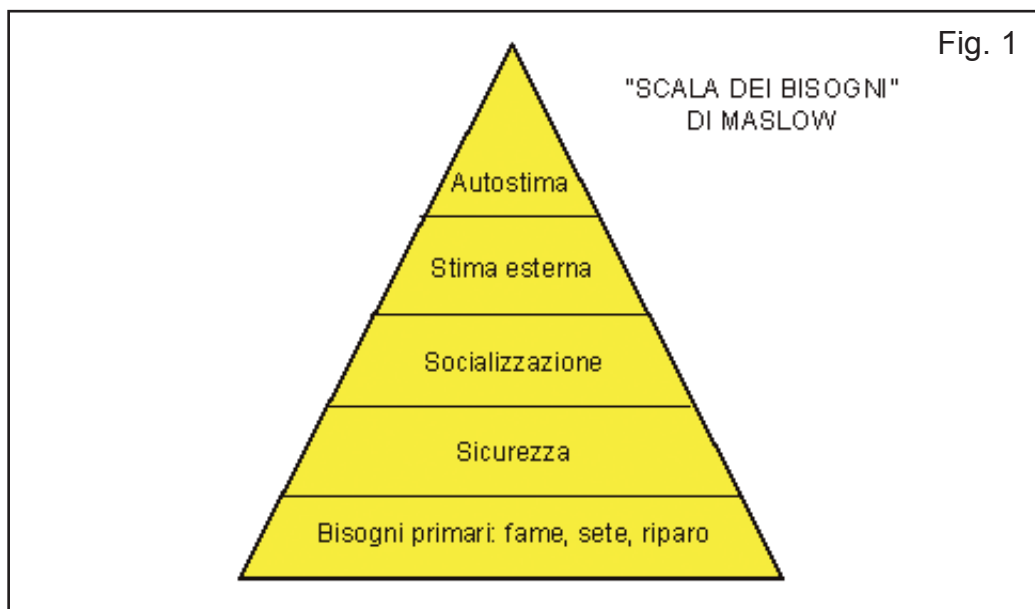 Fig. 1
"SCALA DEI BISOGNI"
DI MASLOW
Autostima
Stima esterna
Socializzazione
Sicurezza
Bisogni primari: fame, sete, riparo